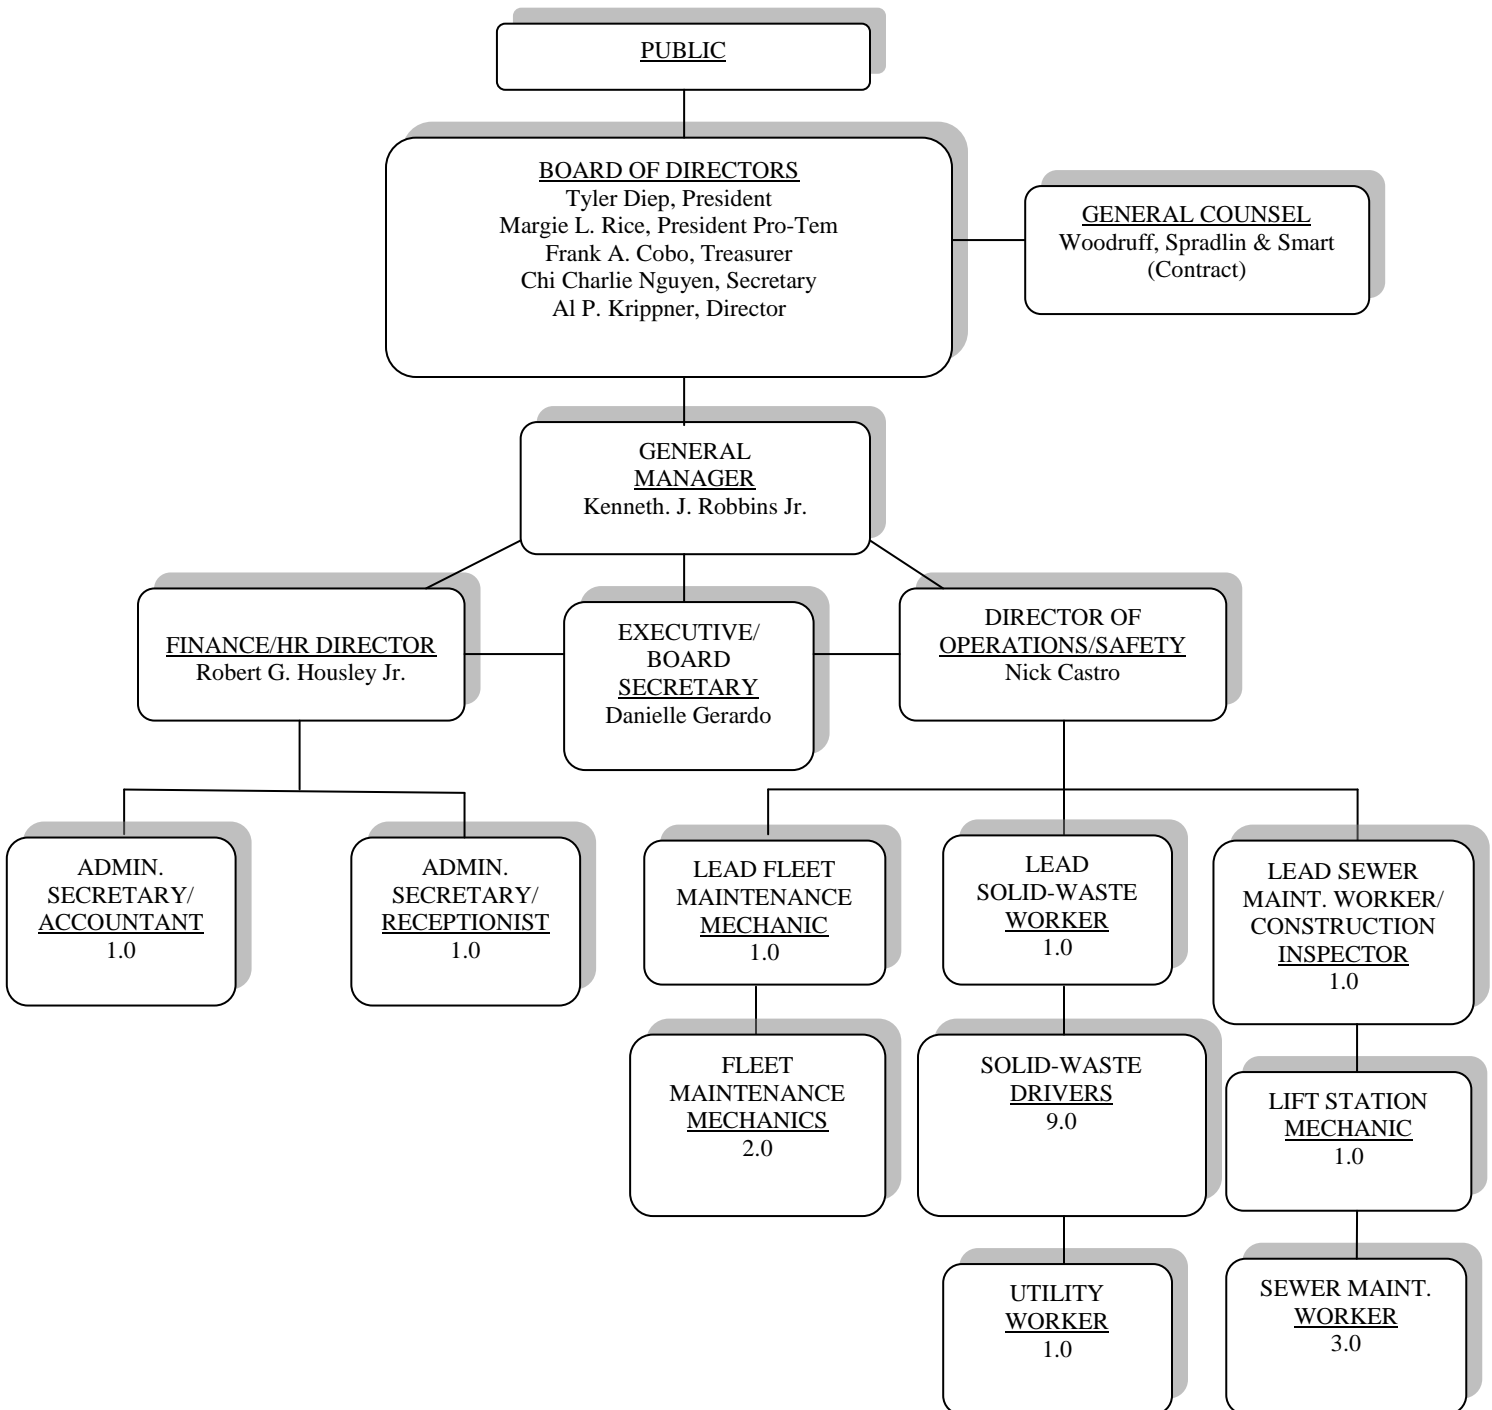 PUBLIC
BOARD OF DIRECTORS
Tyler Diep, President
Margie L. Rice, President Pro-Tem
Frank A. Cobo, Treasurer
Chi Charlie Nguyen, Secretary
Al P. Krippner, Director
GENERAL COUNSEL
Woodruff, Spradlin & Smart
(Contract)
GENERAL
MANAGER
Kenneth. J. Robbins Jr.
FINANCE/HR DIRECTOR
Robert G. Housley Jr.
EXECUTIVE/
BOARD
SECRETARY
Danielle Gerardo
DIRECTOR OF
OPERATIONS/SAFETY
Nick Castro
ADMIN.
SECRETARY/
ACCOUNTANT
1.0
ADMIN.
SECRETARY/
RECEPTIONIST
1.0
LEAD FLEET
MAINTENANCE
MECHANIC
1.0
LEAD
SOLID-WASTE
WORKER
1.0
LEAD SEWER
MAINT. WORKER/
CONSTRUCTION
INSPECTOR
1.0
FLEET
MAINTENANCE
MECHANICS
2.0
SOLID-WASTE
DRIVERS
9.0
LIFT STATION
MECHANIC
1.0
UTILITY
WORKER
1.0
SEWER MAINT.
WORKER
3.0